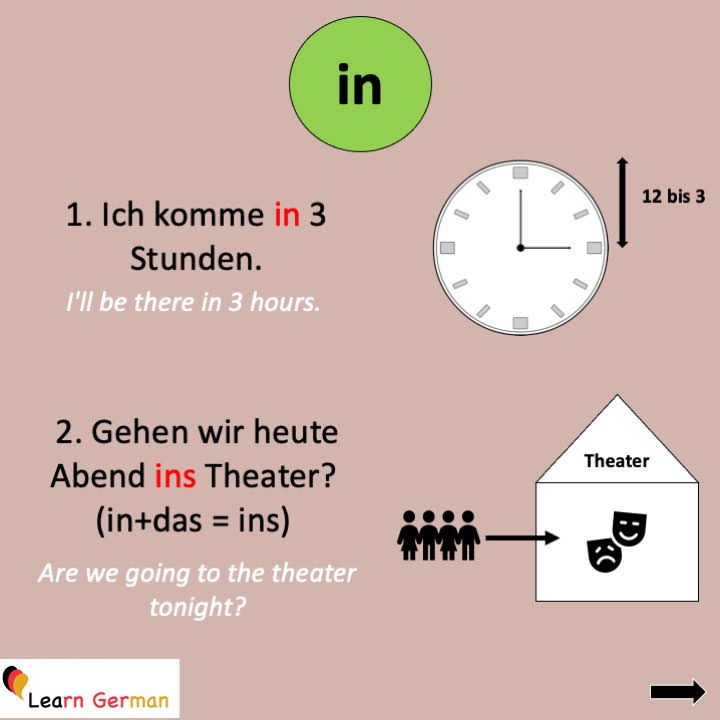 in
12 bis 3
1. Ich komme in 3
Stunden.
I'll be there in 3 hours.
2. Gehen wir heute
Abend ins Theater?
(in+das = ins)
Are we going to the theater
tonight?
Theater
Learn German